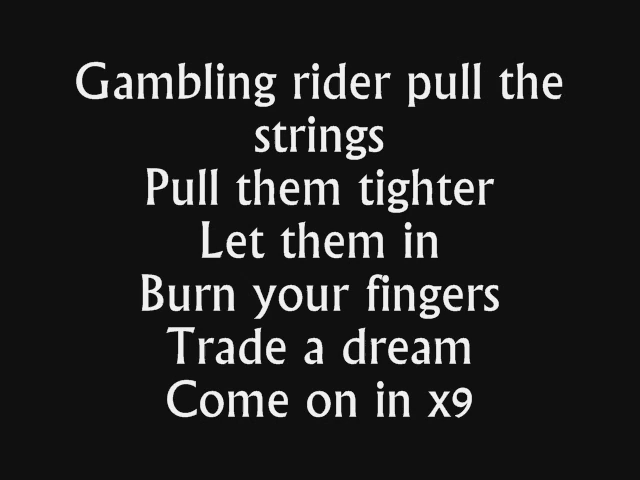 Gambling rider pull the
strings
Pull them tighter
Let them in
Burn your fingers
Trade a dream
Come on in x9